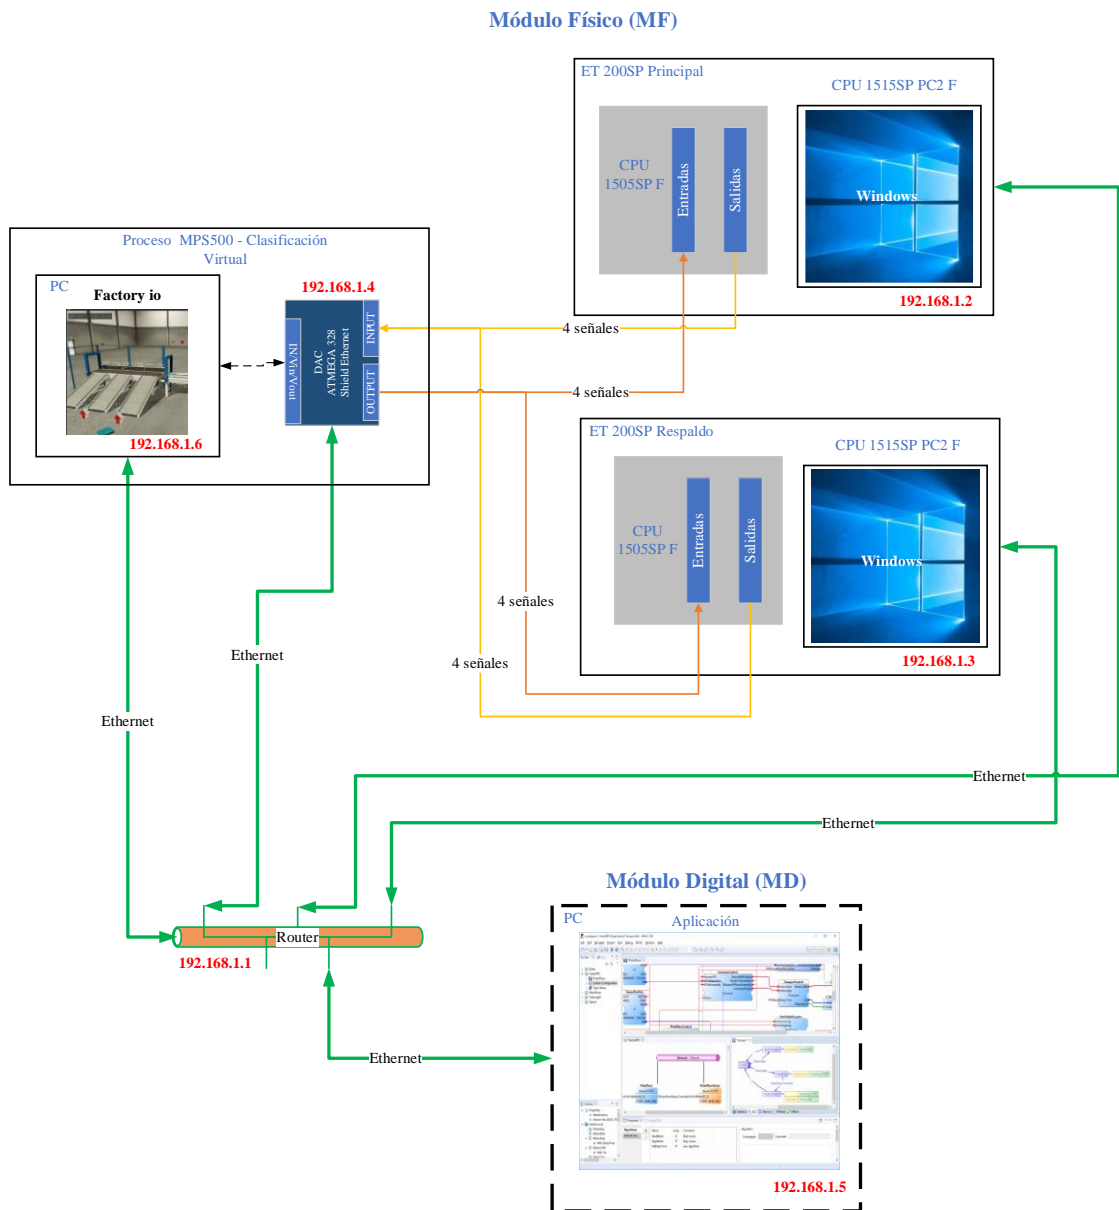 Módulo Físico (MF)
ET 200SP Principal
CPU 1515SP PC2 F
CPU
1505SP F
Entradas
Salidas
Windows
192.168.1.2
Proceso MPS500 - Clasificación
Virtual
PC
Factory io
192.168.1.6
192.168.1.4
IN/Vin/Vout
DAC
ATMEGA 328
Shield Ethernet
INPUT
OUTPUT
4 señales
4 señales
ET 200SP Respaldo
CPU 1515SP PC2 F
CPU
1505SP F
Entradas
Salidas
Windows
192.168.1.3
4 señales
4 señales
Ethernet
Ethernet
Ethernet
Ethernet
Router
192.168.1.1
Ethernet
Módulo Digital (MD)
PC
Aplicación
192.168.1.5